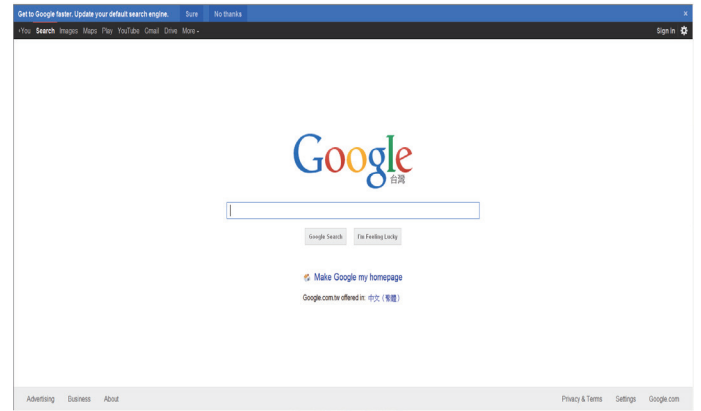 Get to Google faster. Update your default search engine. Sure No thanks ×
+You Search Images Maps Play YouTube Gmail Drive More Sign in
Google
台灣
Google Search I'm Feeling Lucky
Make Google my homepage
Google.com.tw offered in: 中文 (繁體)
Advertising Business About Privacy & Terms Settings Google.com